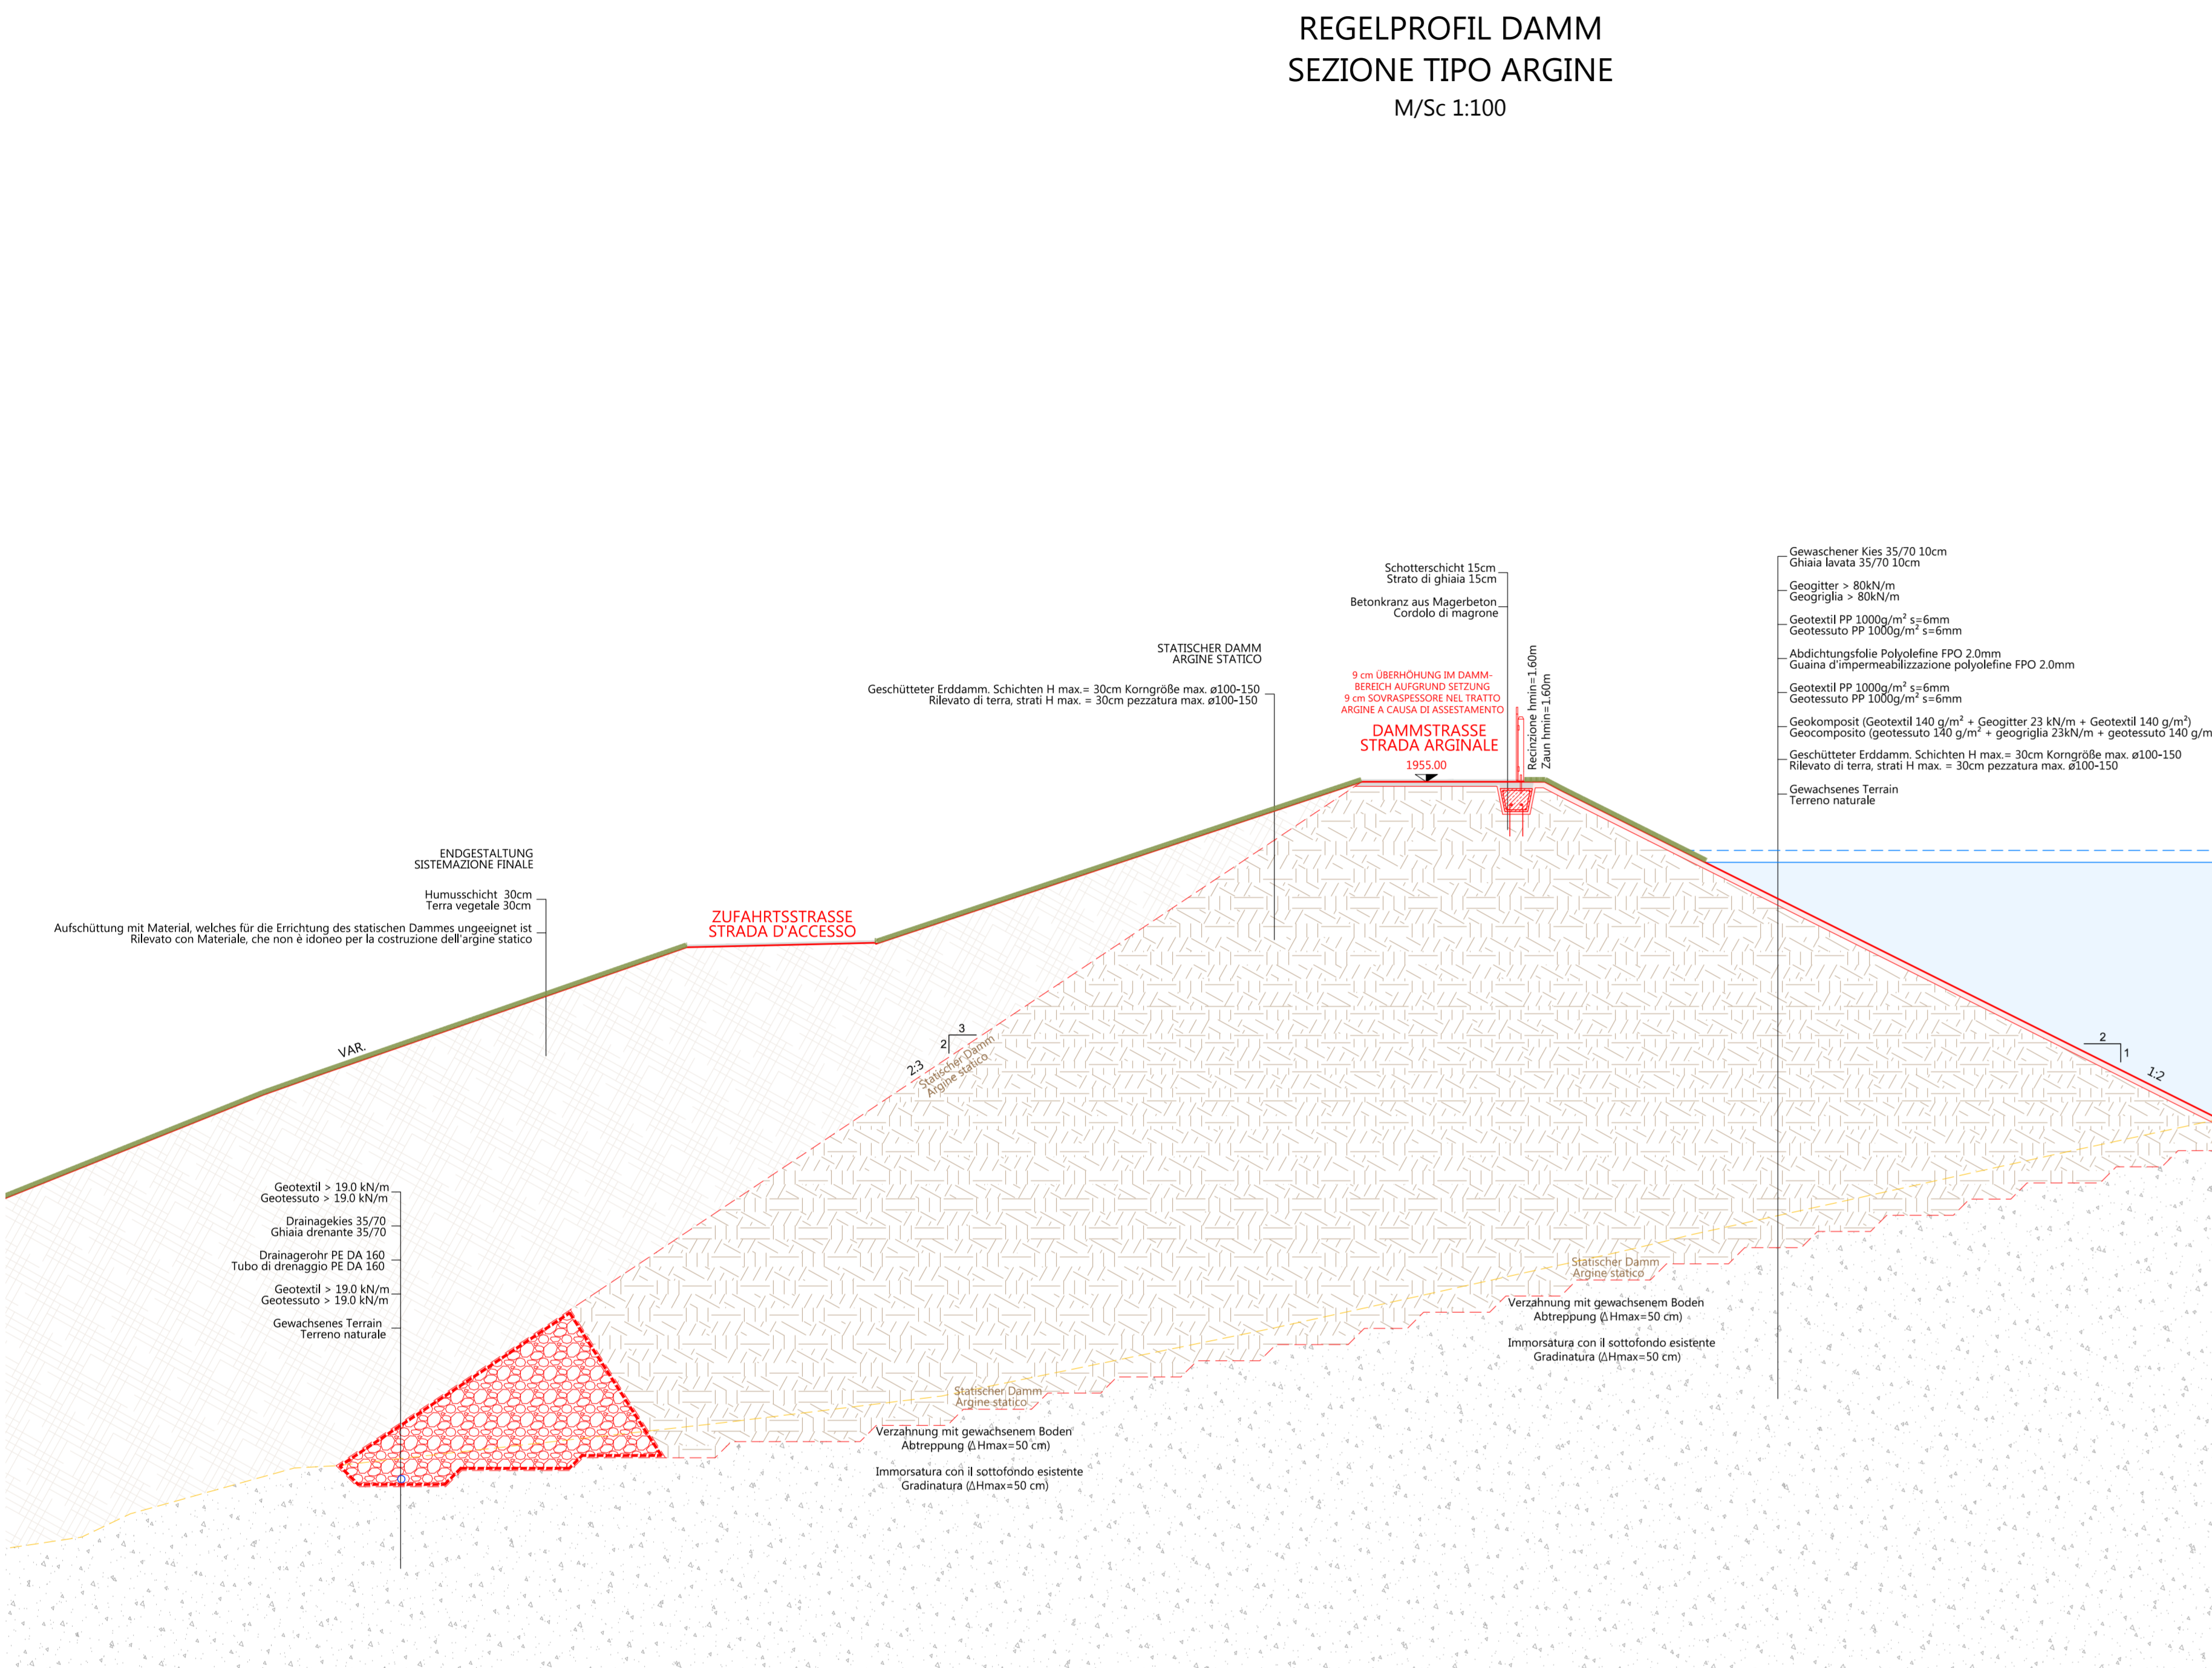 REGELPROFIL DAMM
SEZIONE TIPO ARGINE
M/Sc 1:100
Gewaschener Kies 35/70 10cm
Ghiaia lavata 35/70 10cm
Geogitter > 80kN/m
Geogriglia > 80kN/m
Geotextil PP 1000g/m² s=6mm
Geotessuto PP 1000g/m² s=6mm
Abdichtungsfolie Polyolefine FPO 2.0mm
Guaina d'impermeabilizzazione polyolefine FPO 2.0mm
Geotextil PP 1000g/m² s=6mm
Geotessuto PP 1000g/m² s=6mm
Geokomposit (Geotextil 140 g/m² + Geogitter 23 kN/m + Geotextil 140 g/m²)
Geocomposito (geotessuto 140 g/m² + geogriglia 23kN/m + geotessuto 140 g/m
Geschütteter Erddamm. Schichten H max.= 30cm Korngröße max. ø100-150
Rilevato di terra, strati H max. = 30cm pezzatura max. ø100-150
Gewachsenes Terrain
Terreno naturale
Schotterschicht 15cm
Strato di ghiaia 15cm
Betonkranz aus Magerbeton
Cordolo di magrone
STATISCHER DAMM
ARGINE STATICO
Geschütteter Erddamm. Schichten H max.= 30cm Korngröße max. ø100-150
Rilevato di terra, strati H max. = 30cm pezzatura max. ø100-150
9 cm ÜBERHÖHUNG IM DAMM-
BEREICH AUFGRUND SETZUNG
9 cm SOVRASPESSORE NEL TRATTO
ARGINE A CAUSA DI ASSESTAMENTO
DAMMSTRASSE
STRADA ARGINALE
1955.00
Recinzione hmin=1.60m
Zaun hmin=1.60m
ENDGESTALTUNG
SISTEMAZIONE FINALE
Humusschicht 30cm
Terra vegetale 30cm
Aufschüttung mit Material, welches für die Errichtung des statischen Dammes ungeeignet ist
Rilevato con Materiale, che non è idoneo per la costruzione dell'argine statico
ZUFAHRTSSTRASSE
STRADA D'ACCESSO
VAR.
3
2
2:3
Statischer Damm
Argine statico
2
1
1:2
Geotextil > 19.0 kN/m
Geotessuto > 19.0 kN/m
Drainagekies 35/70
Ghiaia drenante 35/70
Drainagerohr PE DA 160
Tubo di drenaggio PE DA 160
Geotextil > 19.0 kN/m
Geotessuto > 19.0 kN/m
Gewachsenes Terrain
Terreno naturale
Statischer Damm
Argine statico
Verzahnung mit gewachsenem Boden
Abtreppung (ΔHmax=50 cm)
Immorsatura con il sottofondo esistente
Gradinatura (ΔHmax=50 cm)
Statischer Damm
Argine statico
Verzahnung mit gewachsenem Boden
Abtreppung (ΔHmax=50 cm)
Immorsatura con il sottofondo esistente
Gradinatura (ΔHmax=50 cm)